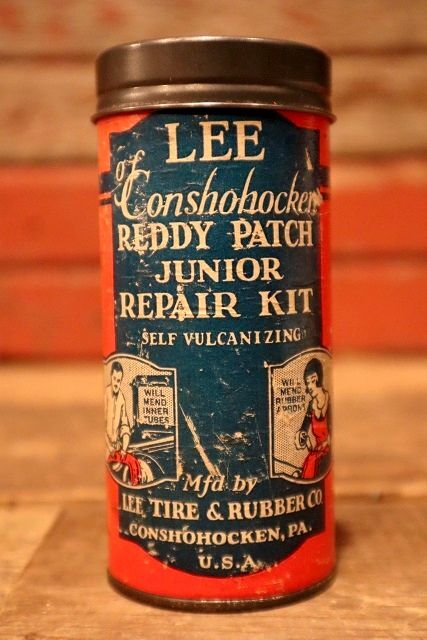 LEE
of
Conshohocken
REDDY PATCH
JUNIOR
REPAIR KIT
SELF VULCANIZING
WILL
MEND
INNER
TUBES
WILL
MEND
RUBBER
APRONS
Mfd. by
LEE TIRE & RUBBER CO
CONSHOHOCKEN, PA.
U.S.A.